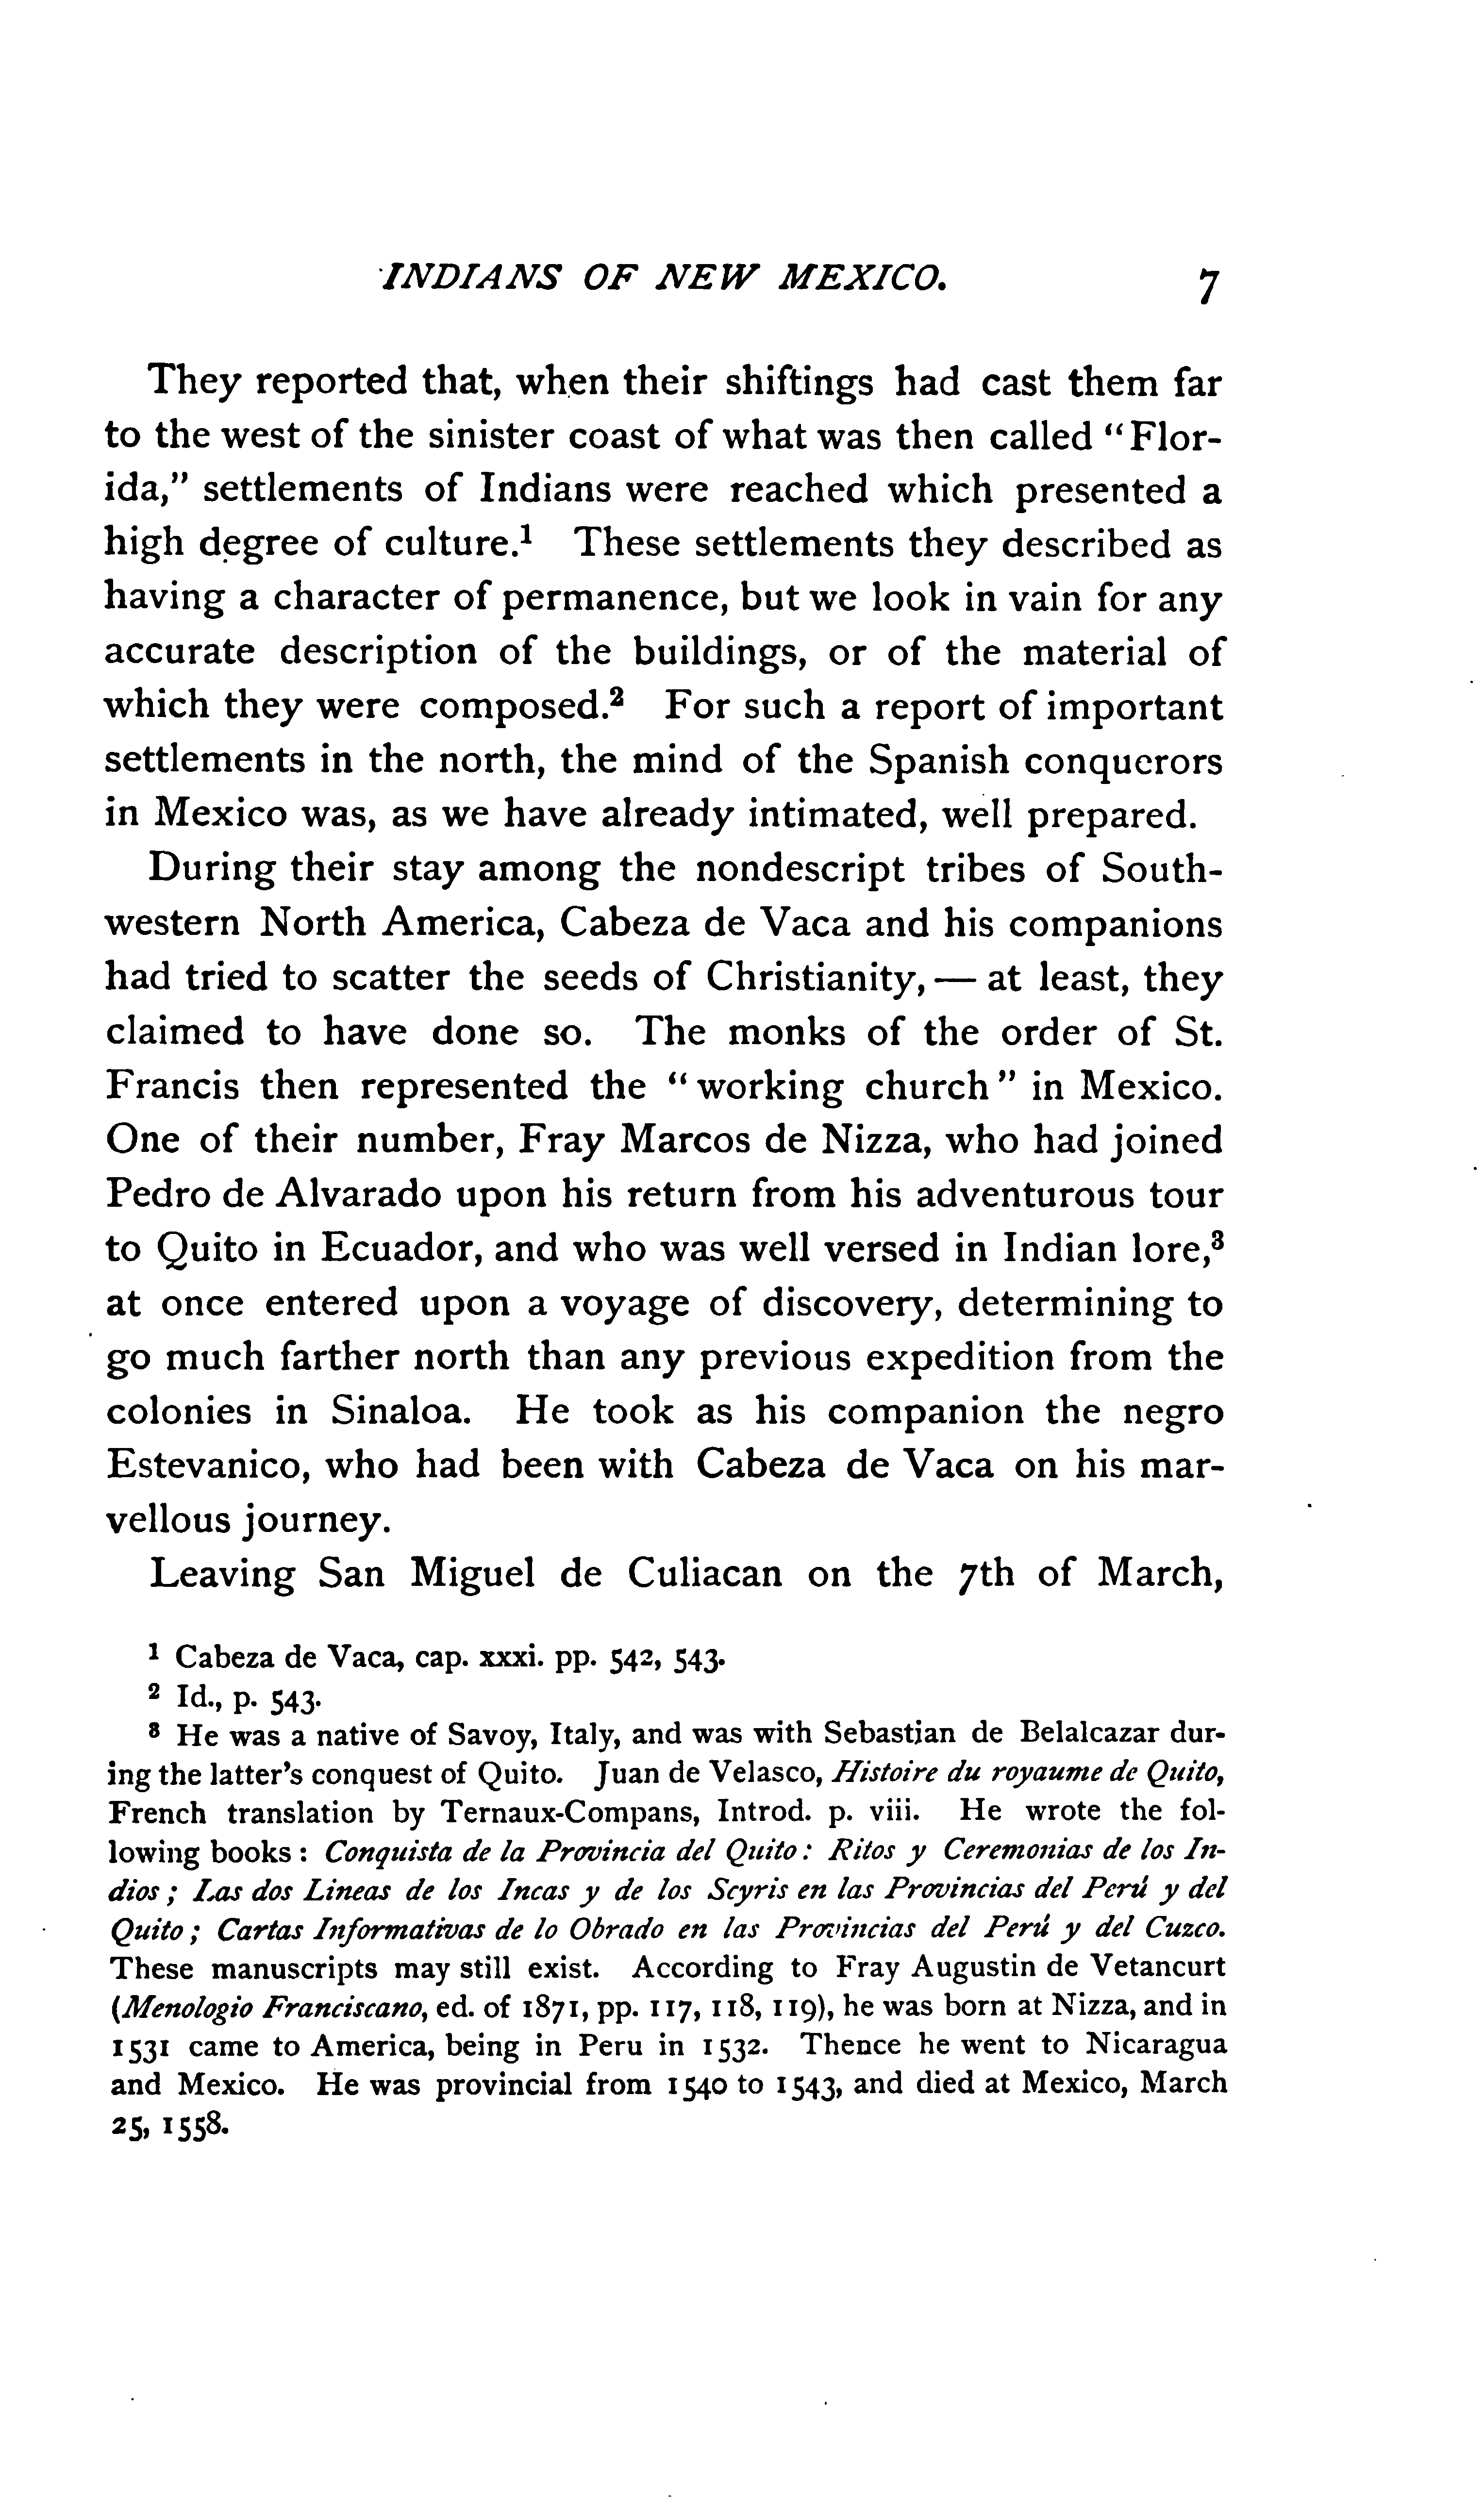 INDIANS OF NEW MEXICO. 7
They reported that, when their shiftings had cast them far
to the west of the sinister coast of what was then called "Flor-
ida," settlements of Indians were reached which presented a
high degree of culture.¹ These settlements they described as
having a character of permanence, but we look in vain for any
accurate description of the buildings, or of the material of
which they were composed.² For such a report of important
settlements in the north, the mind of the Spanish conquerors
in Mexico was, as we have already intimated, well prepared.
During their stay among the nondescript tribes of South-
western North America, Cabeza de Vaca and his companions
had tried to scatter the seeds of Christianity, — at least, they
claimed to have done so. The monks of the order of St.
Francis then represented the "working church" in Mexico.
One of their number, Fray Marcos de Nizza, who had joined
Pedro de Alvarado upon his return from his adventurous tour
to Quito in Ecuador, and who was well versed in Indian lore,³
at once entered upon a voyage of discovery, determining to
go much farther north than any previous expedition from the
colonies in Sinaloa. He took as his companion the negro
Estevanico, who had been with Cabeza de Vaca on his mar-
vellous journey.
Leaving San Miguel de Culiacan on the 7th of March,
¹ Cabeza de Vaca, cap. xxxi. pp. 542, 543.
² Id., p. 543.
³ He was a native of Savoy, Italy, and was with Sebastian de Belalcazar dur-
ing the latter's conquest of Quito. Juan de Velasco, Histoire du royaume de Quito,
French translation by Ternaux-Compans, Introd. p. viii. He wrote the fol-
lowing books: Conquista de la Provincia del Quito: Ritos y Ceremonias de los In-
dios; Las dos Lineas de los Incas y de los Scyris en las Provincias del Perú y del
Quito; Cartas Informativas de lo Obrado en las Provincias del Perú y del Cuzco.
These manuscripts may still exist. According to Fray Augustin de Vetancurt
(Menologio Franciscano, ed. of 1871, pp. 117, 118, 119), he was born at Nizza, and in
1531 came to America, being in Peru in 1532. Thence he went to Nicaragua
and Mexico. He was provincial from 1540 to 1543, and died at Mexico, March
25, 1558.